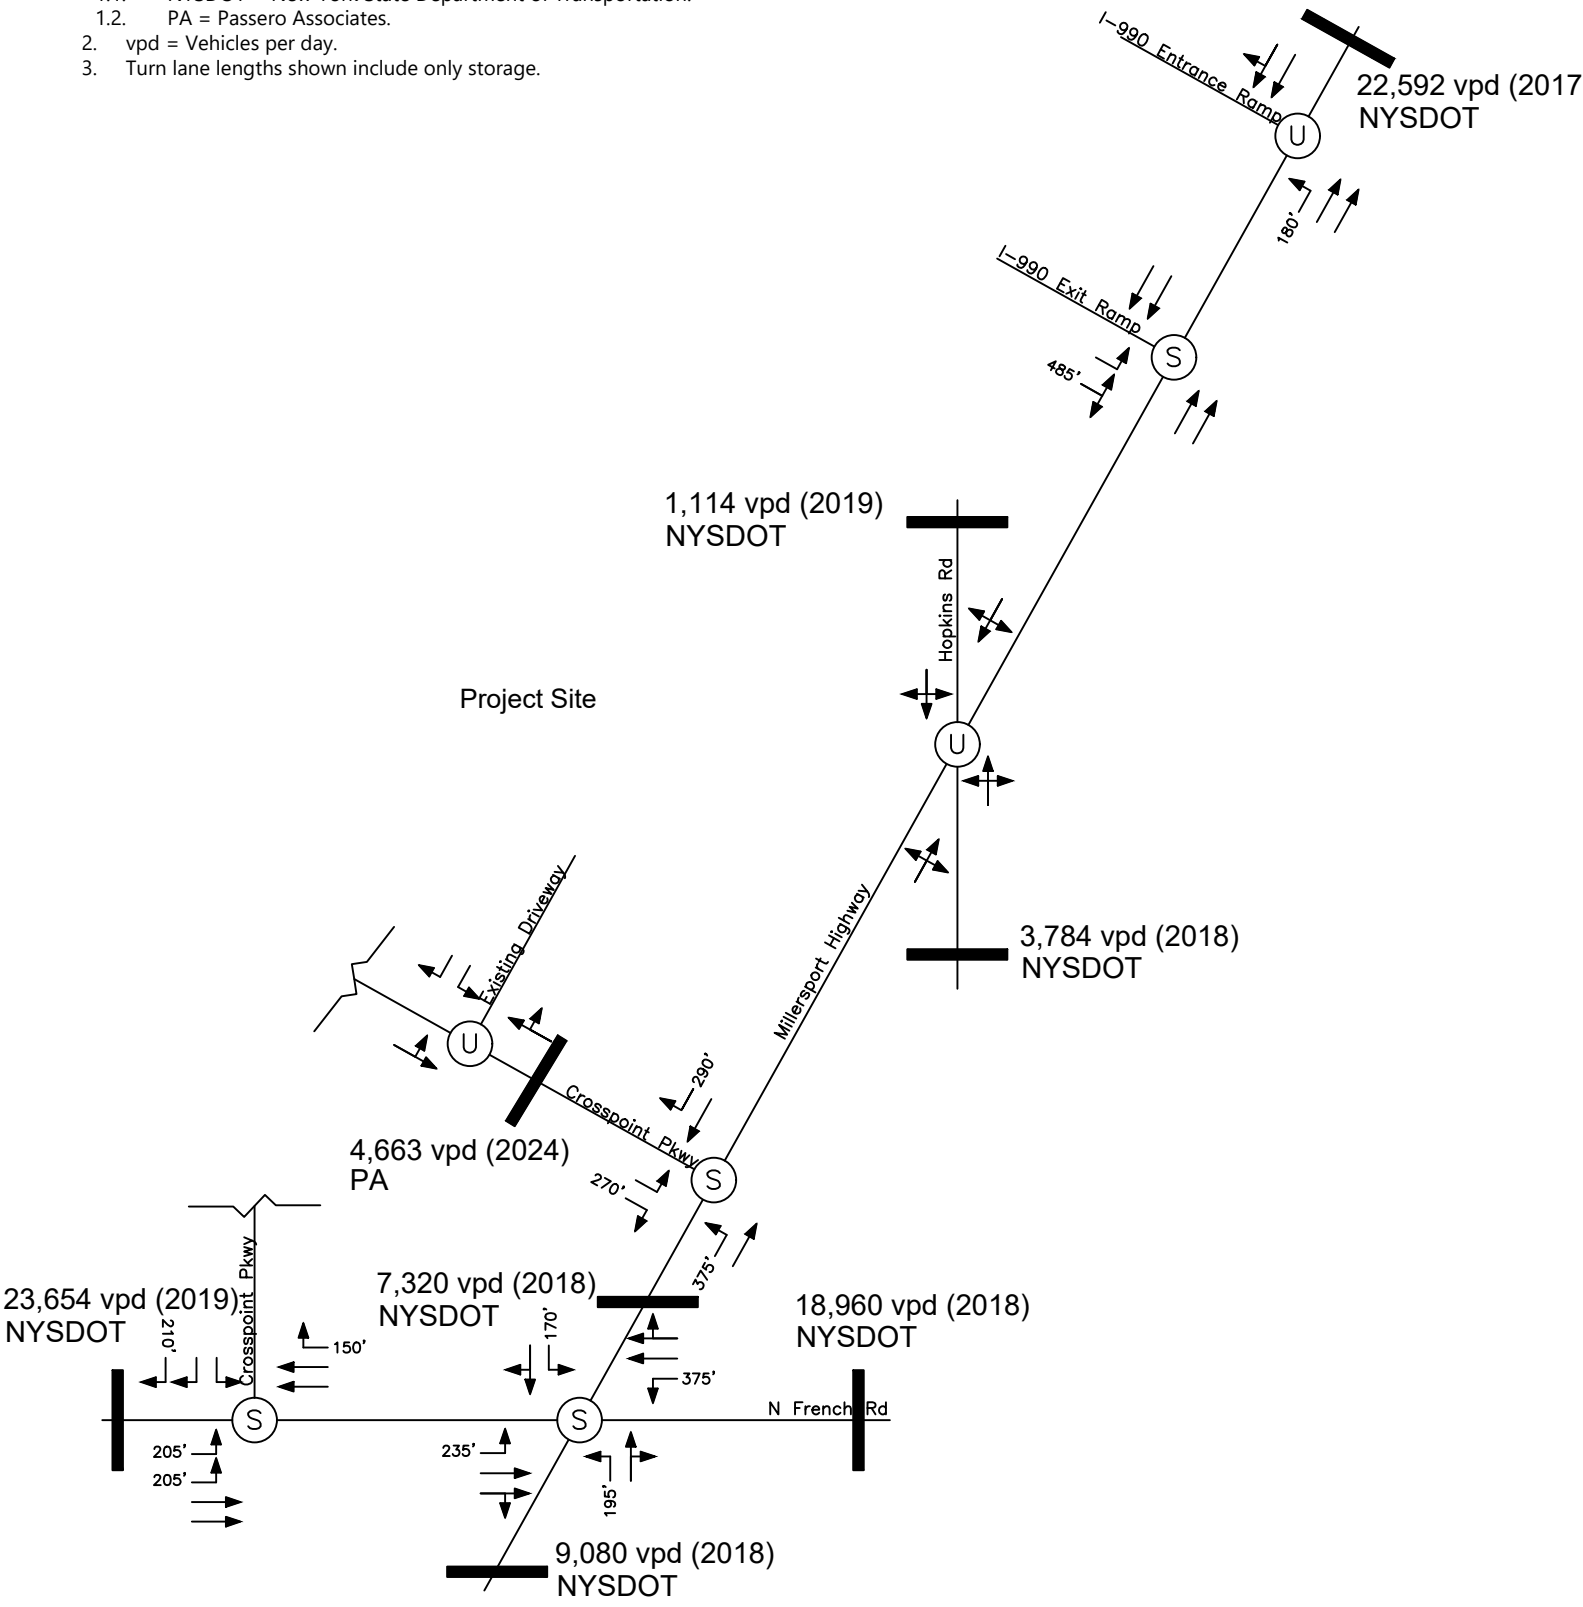 1.2. PA = Passero Associates.
2. vpd = Vehicles per day.
3. Turn lane lengths shown include only storage.
I-990 Entrance Ramp
22,592 vpd (2017
NYSDOT
U
180'
I-990 Exit Ramp
S
485'
1,114 vpd (2019)
NYSDOT
Hopkins Rd
Project Site
U
Millersport Highway
3,784 vpd (2018)
NYSDOT
Existing Driveway
U
290'
Crosspoint Pkwy
4,663 vpd (2024)
PA
S
270'
375'
Crosspoint Pkwy
23,654 vpd (2019)
NYSDOT
7,320 vpd (2018)
NYSDOT
18,960 vpd (2018)
NYSDOT
210'
150'
170'
375'
N French Rd
S
S
205'
205'
235'
195'
9,080 vpd (2018)
NYSDOT